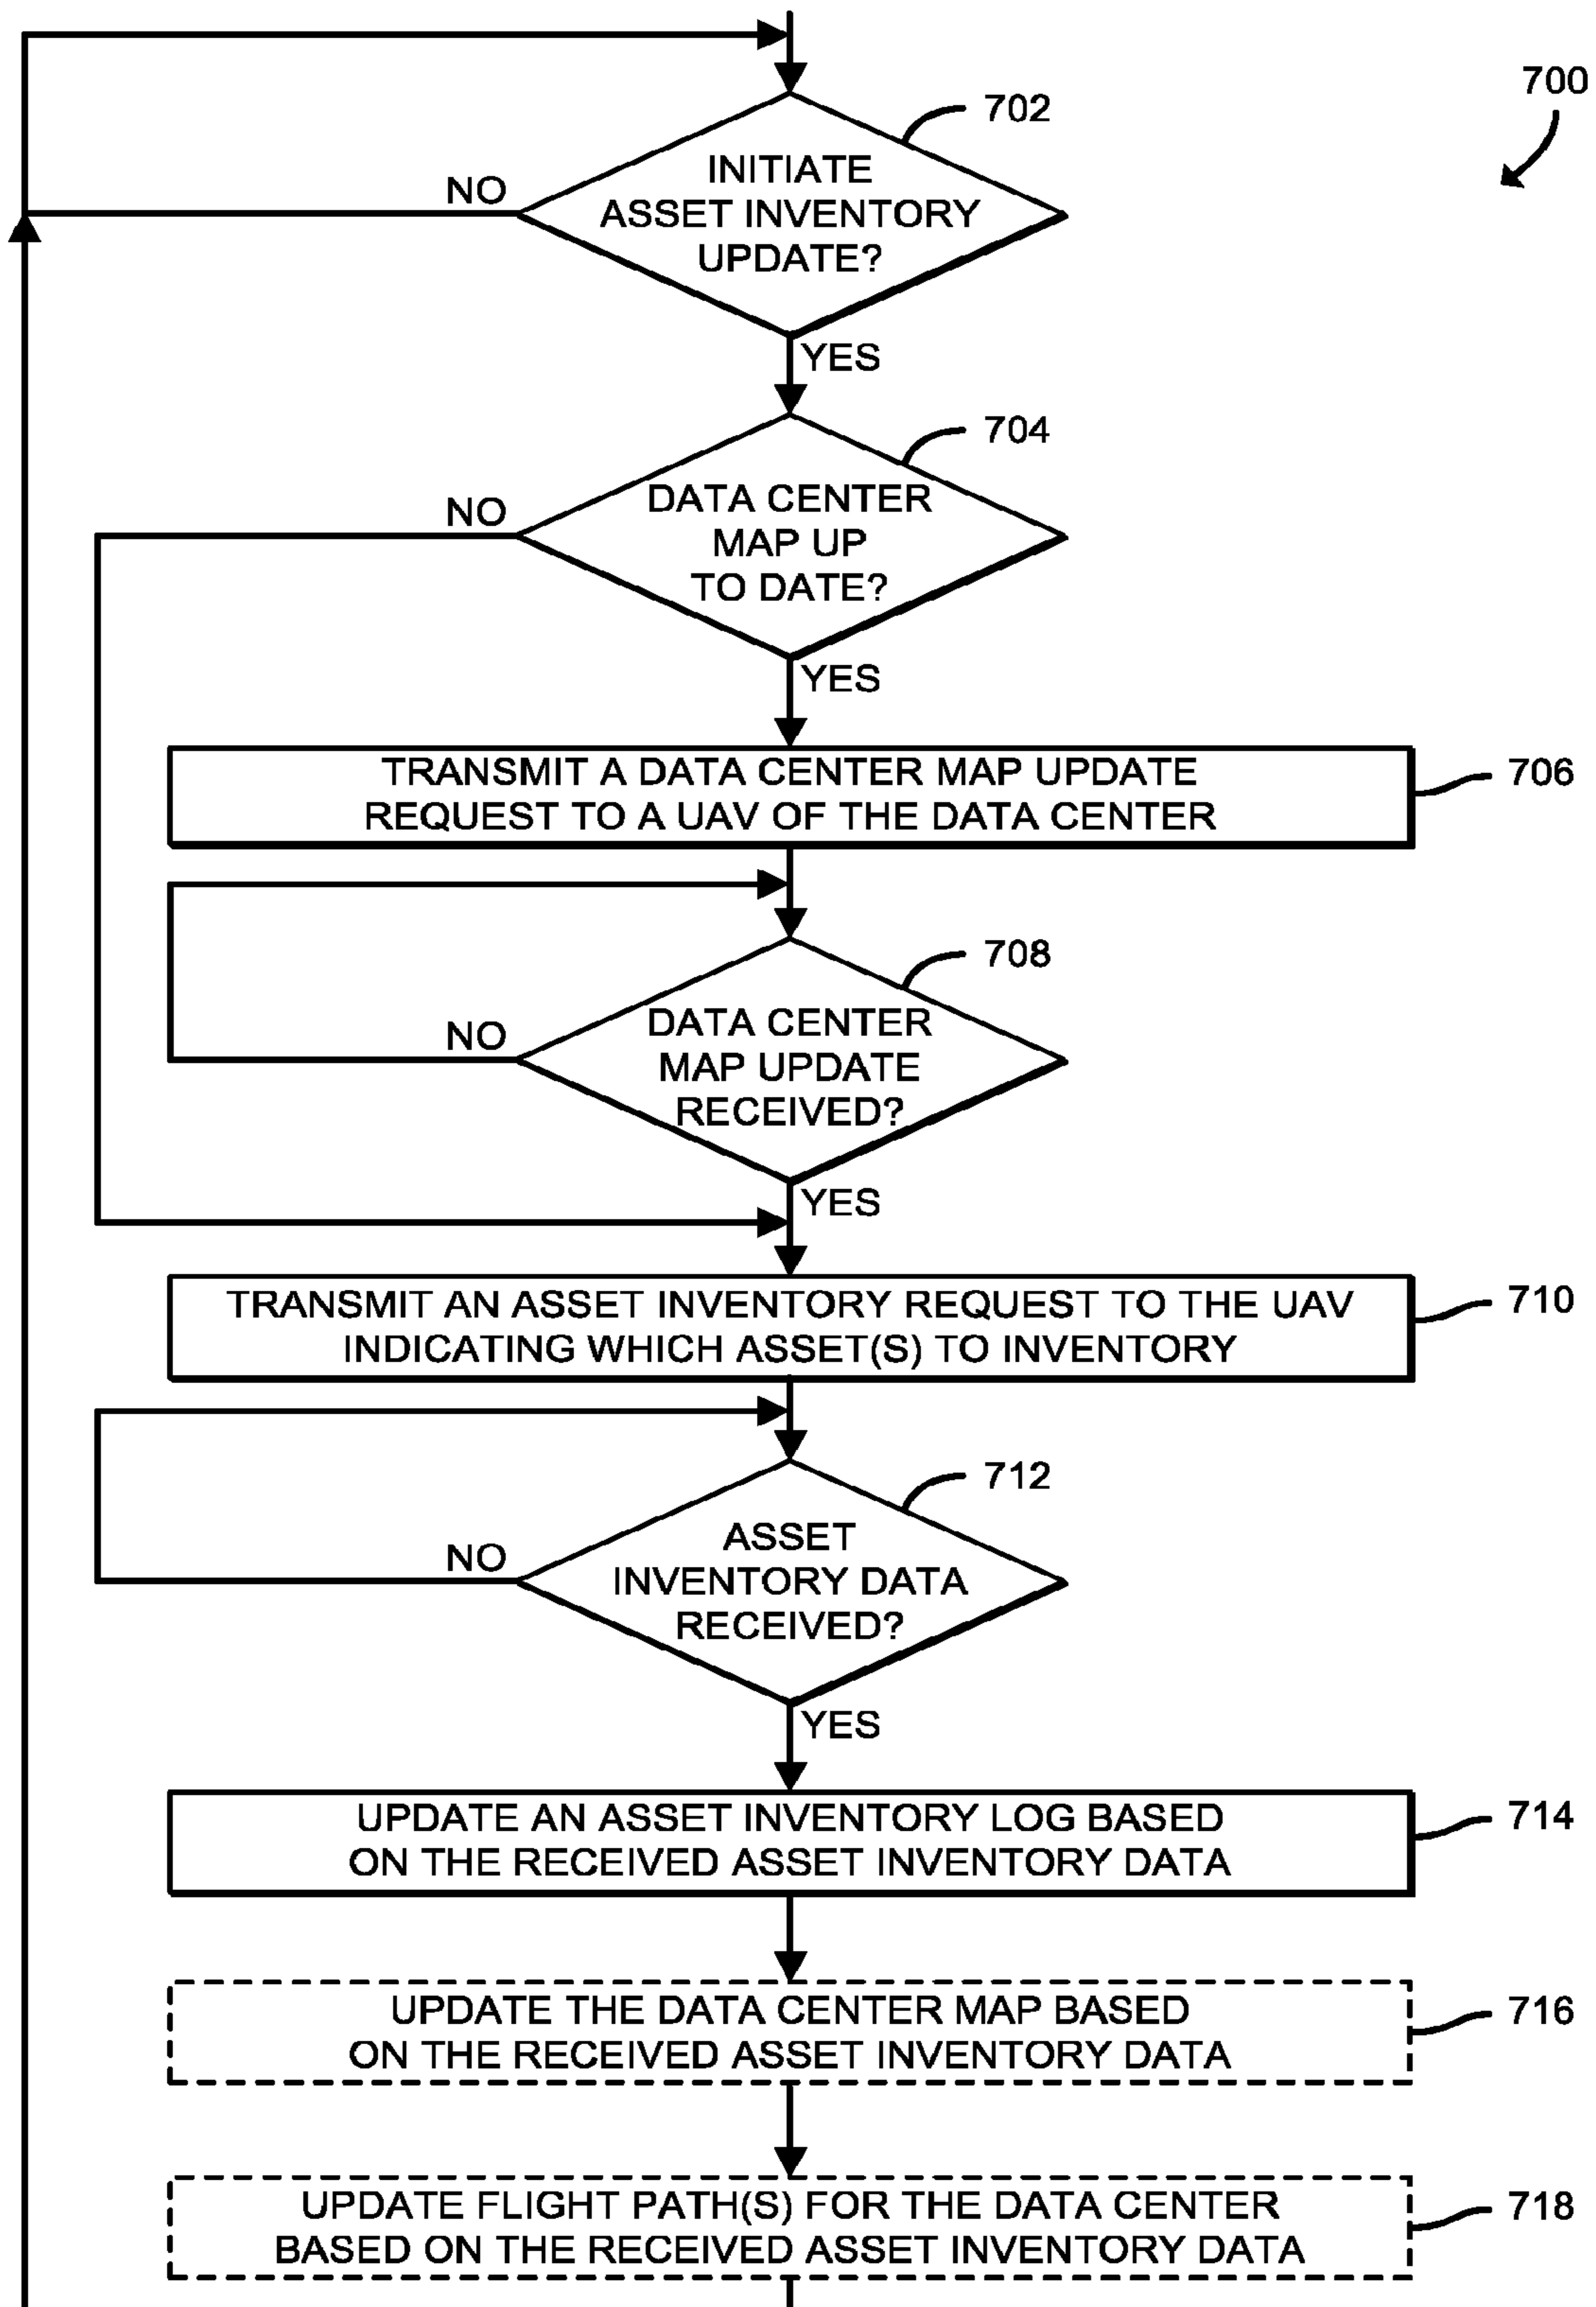 700
702
INITIATE
ASSET INVENTORY
UPDATE?
NO
YES
704
DATA CENTER
MAP UP
TO DATE?
NO
YES
TRANSMIT A DATA CENTER MAP UPDATE
REQUEST TO A UAV OF THE DATA CENTER
706
708
DATA CENTER
MAP UPDATE
RECEIVED?
NO
YES
TRANSMIT AN ASSET INVENTORY REQUEST TO THE UAV
INDICATING WHICH ASSET(S) TO INVENTORY
710
712
ASSET
INVENTORY DATA
RECEIVED?
NO
YES
UPDATE AN ASSET INVENTORY LOG BASED
ON THE RECEIVED ASSET INVENTORY DATA
714
UPDATE THE DATA CENTER MAP BASED
ON THE RECEIVED ASSET INVENTORY DATA
716
UPDATE FLIGHT PATH(S) FOR THE DATA CENTER
BASED ON THE RECEIVED ASSET INVENTORY DATA
718